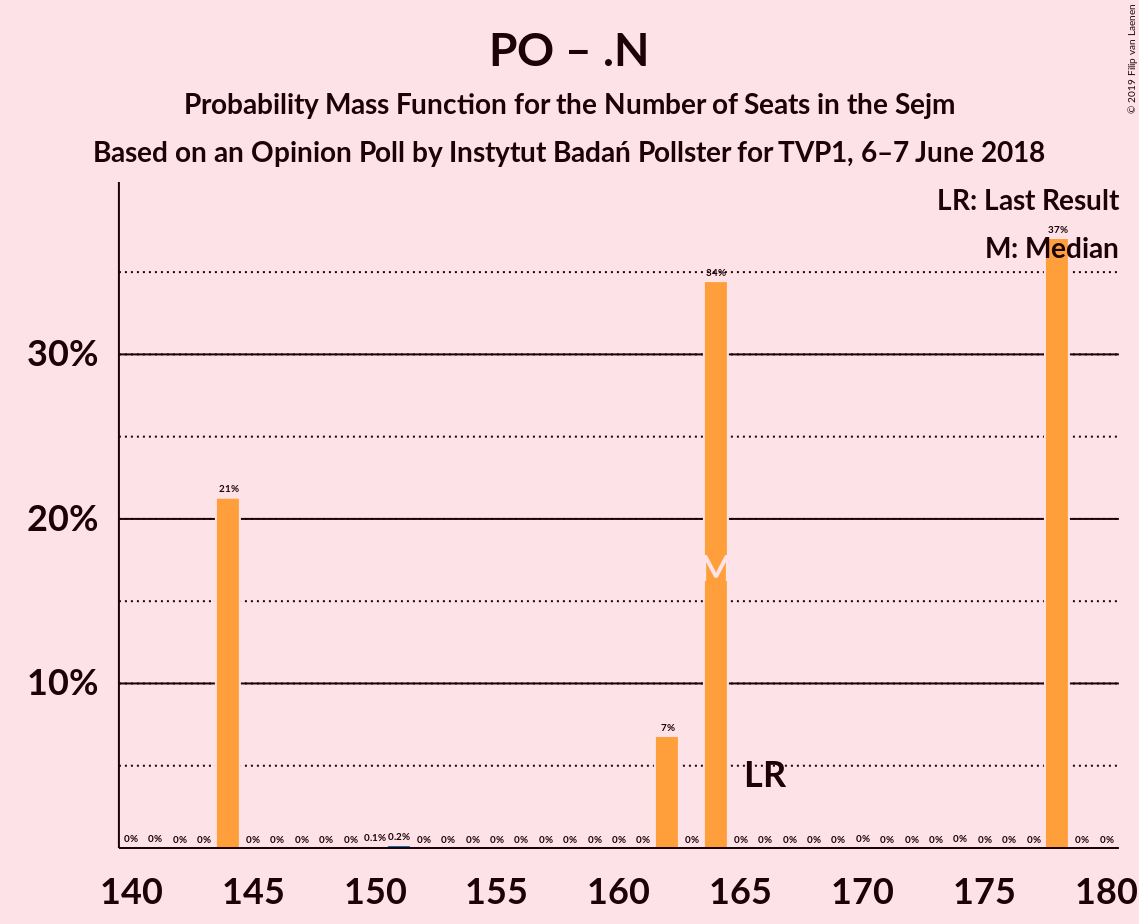 PO – .N
Probability Mass Function for the Number of Seats in the Sejm
Based on an Opinion Poll by Instytut Badań Pollster for TVP1, 6–7 June 2018
© 2019 Filip van Laenen
LR: Last Result
M: Median
30%
20%
10%
0% 0% 0% 0% 21% 0% 0% 0% 0% 0% 0.1% 0.2% 0% 0% 0% 0% 0% 0% 0% 0% 0% 0% 7% 0% 34% 0% 0% 0% 0% 0% 0% 0% 0% 0% 0% 0% 0% 0% 37% 0% 0%
M
LR
140 145 150 155 160 165 170 175 180